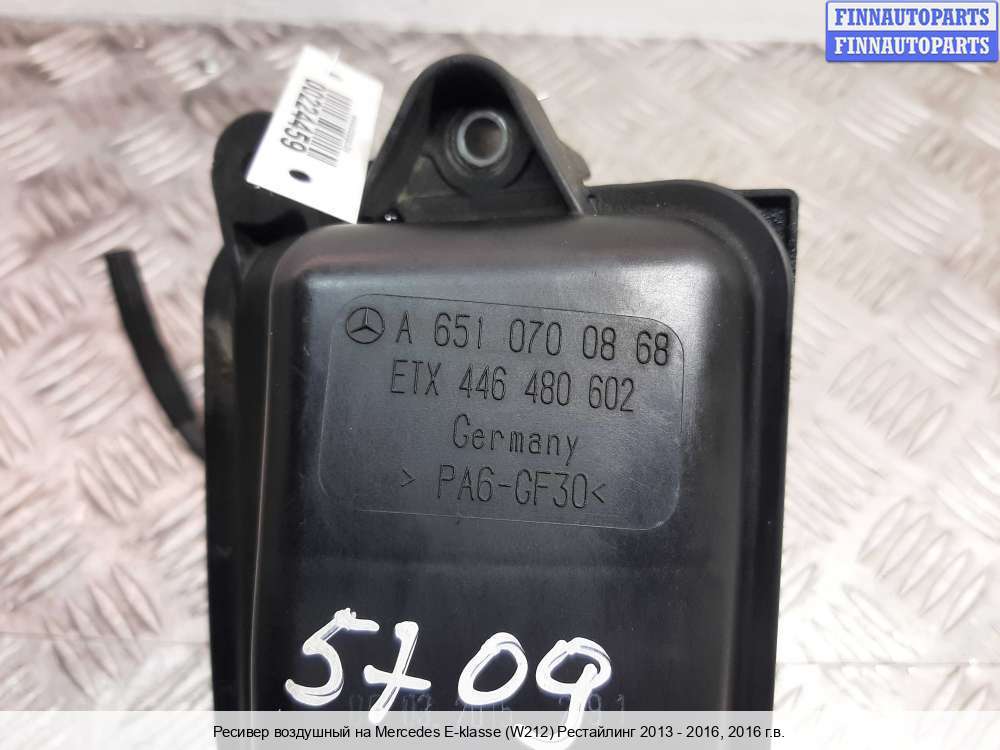 FINNAUTOPARTS
FINNAUTOPARTS
00224459
A 651 070 08 68
ETX 446 480 602
Germany
> PA6-GF30<
5709
Ресивер воздушный на Mercedes E-klasse (W212) Рестайлинг 2013 - 2016, 2016 г.в.